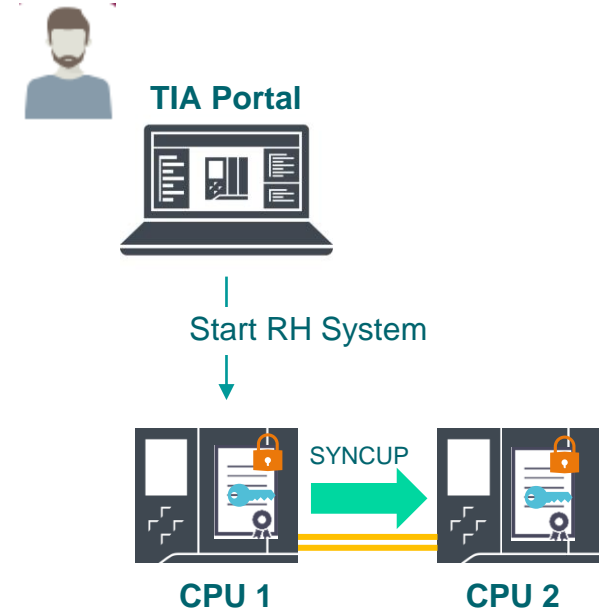 TIA Portal
Start RH System
SYNCUP
CPU 1
CPU 2